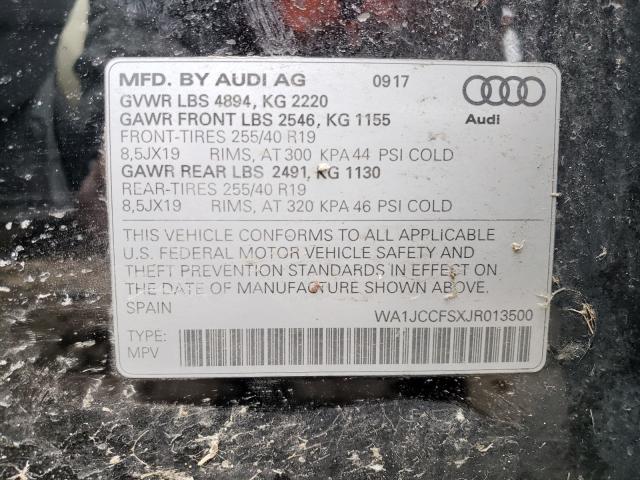 MFD. BY AUDI AG 09 17
GVWR LBS 4894, KG 2220
GAWR FRONT LBS 2546, KG 1155
FRONT-TIRES 255/40 R19
8,5JX19 RIMS, AT 300 KPA 44 PSI COLD
GAWR REAR LBS 2491, KG 1130
REAR-TIRES 255/40 R19
8,5JX19 RIMS, AT 320 KPA 46 PSI COLD
Audi
THIS VEHICLE CONFORMS TO ALL APPLICABLE
U.S. FEDERAL MOTOR VEHICLE SAFETY AND
THEFT PREVENTION STANDARDS IN EFFECT ON
THE DATE OF MANUFACTURE SHOWN ABOVE.
SPAIN WA1JCCFSXJR013500
TYPE:
MPV